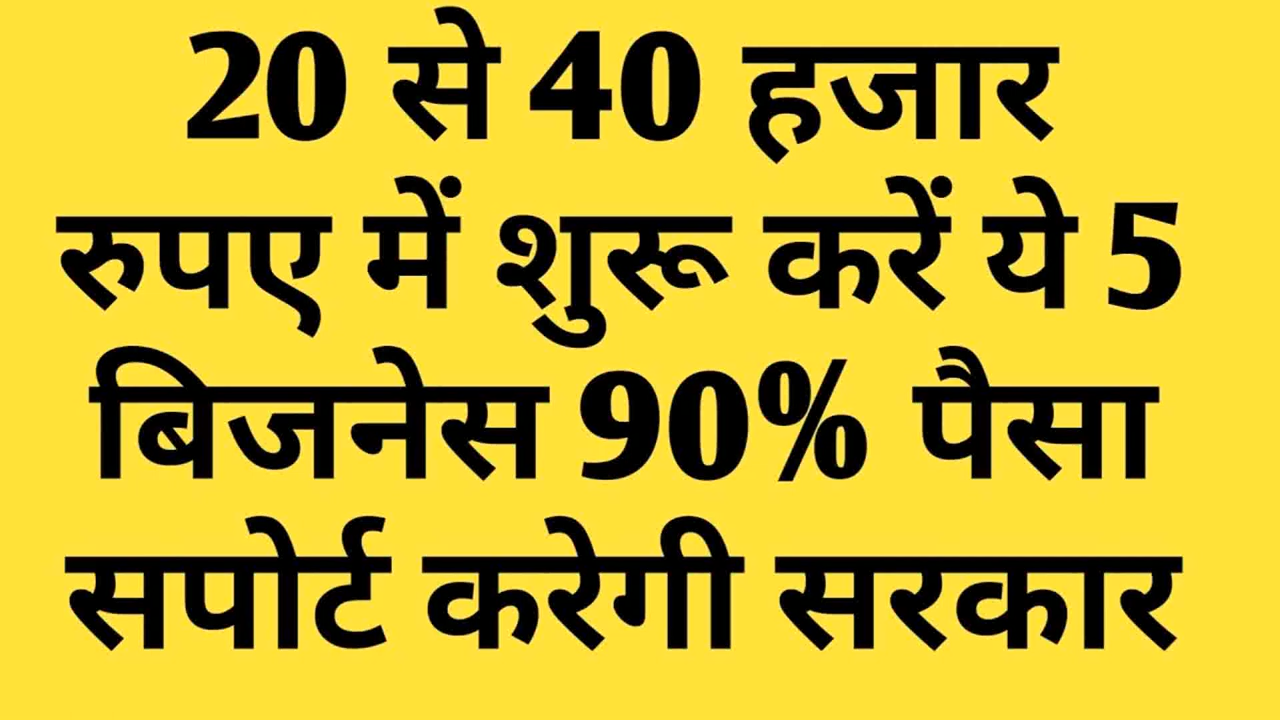 20 से 40 हजार
रुपए में शुरू करें ये 5
बिजनेस 90% पैसा
सपोर्ट करेगी सरकार